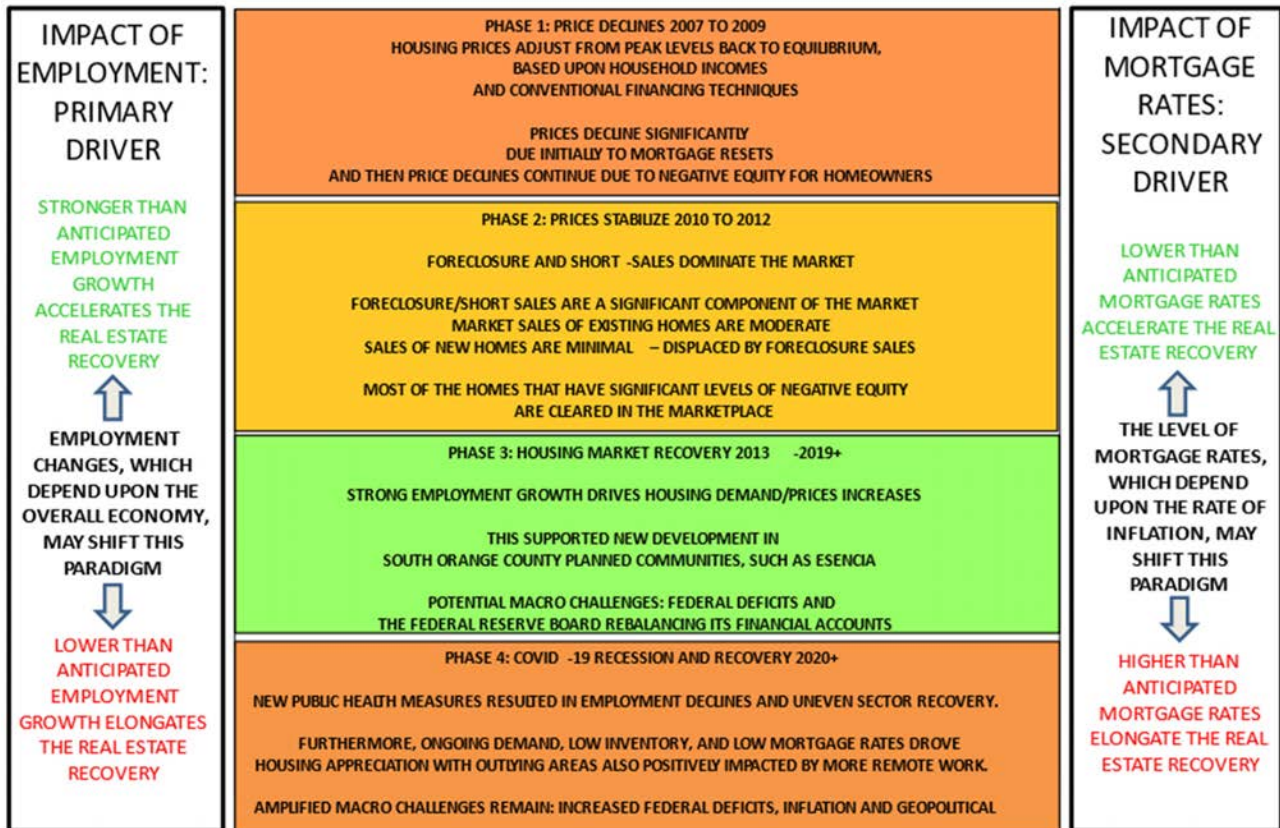 IMPACT OF
EMPLOYMENT:
PRIMARY
DRIVER
STRONGER THAN
ANTICIPATED
EMPLOYMENT
GROWTH
ACCELERATES THE
REAL ESTATE
RECOVERY
EMPLOYMENT
CHANGES, WHICH
DEPEND UPON THE
OVERALL ECONOMY,
MAY SHIFT THIS
PARADIGM
LOWER THAN
ANTICIPATED
EMPLOYMENT
GROWTH ELONGATES
THE REAL ESTATE
RECOVERY
PHASE 1: PRICE DECLINES 2007 TO 2009
HOUSING PRICES ADJUST FROM PEAK LEVELS BACK TO EQUILIBRIUM,
BASED UPON HOUSEHOLD INCOMES
AND CONVENTIONAL FINANCING TECHNIQUES
PRICES DECLINE SIGNIFICANTLY
DUE INITIALLY TO MORTGAGE RESETS
AND THEN PRICE DECLINES CONTINUE DUE TO NEGATIVE EQUITY FOR HOMEOWNERS
PHASE 2: PRICES STABILIZE 2010 TO 2012
FORECLOSURE AND SHORT -SALES DOMINATE THE MARKET
FORECLOSURE/SHORT SALES ARE A SIGNIFICANT COMPONENT OF THE MARKET
MARKET SALES OF EXISTING HOMES ARE MODERATE
SALES OF NEW HOMES ARE MINIMAL – DISPLACED BY FORECLOSURE SALES
MOST OF THE HOMES THAT HAVE SIGNIFICANT LEVELS OF NEGATIVE EQUITY
ARE CLEARED IN THE MARKETPLACE
PHASE 3: HOUSING MARKET RECOVERY 2013 -2019+
STRONG EMPLOYMENT GROWTH DRIVES HOUSING DEMAND/PRICES INCREASES
THIS SUPPORTED NEW DEVELOPMENT IN
SOUTH ORANGE COUNTY PLANNED COMMUNITIES, SUCH AS ESENCIA
POTENTIAL MACRO CHALLENGES: FEDERAL DEFICITS AND
THE FEDERAL RESERVE BOARD REBALANCING ITS FINANCIAL ACCOUNTS
PHASE 4: COVID -19 RECESSION AND RECOVERY 2020+
NEW PUBLIC HEALTH MEASURES RESULTED IN EMPLOYMENT DECLINES AND UNEVEN SECTOR RECOVERY.
FURTHERMORE, ONGOING DEMAND, LOW INVENTORY, AND LOW MORTGAGE RATES DROVE
HOUSING APPRECIATION WITH OUTLYING AREAS ALSO POSITIVELY IMPACTED BY MORE REMOTE WORK.
AMPLIFIED MACRO CHALLENGES REMAIN: INCREASED FEDERAL DEFICITS, INFLATION AND GEOPOLITICAL
IMPACT OF
MORTGAGE
RATES:
SECONDARY
DRIVER
LOWER THAN
ANTICIPATED
MORTGAGE RATES
ACCELERATE THE REAL
ESTATE RECOVERY
THE LEVEL OF
MORTGAGE RATES,
WHICH DEPEND
UPON THE RATE OF
INFLATION, MAY
SHIFT THIS
PARADIGM
HIGHER THAN
ANTICIPATED
MORTGAGE RATES
ELONGATE THE REAL
ESTATE RECOVERY